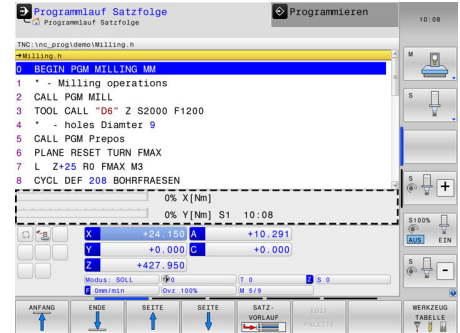 Programmlauf Satzfolge
Programmlauf Satzfolge
Programmieren
10:08
TNC:\nc_prog\demo\Milling.h
→Milling.h
0 BEGIN PGM MILLING MM
1 * - Milling operations
2 CALL PGM MILL
3 TOOL CALL "D6" Z S2000 F1200
4 * - holes Diamter 9
5 CALL PGM Prepos
6 PLANE RESET TURN FMAX
7 L Z+25 R0 FMAX M3
8 CYCL DEF 208 BOHRFRAESEN
0% X[Nm]
0% Y[Nm] S1 10:08
X +24.150 A +10.291
Y +0.000 C +0.000
Z +427.950
Modus: SOLL 0 T 0 Z S 0
F 0mm/min Ovr 100% M 5/9
M
S
S
S100%
AUS EIN
S
ANFANG
ENDE
SEITE
SEITE
SATZ-
VORLAUF
EDIT
PALETTE
WERKZEUG
TABELLE